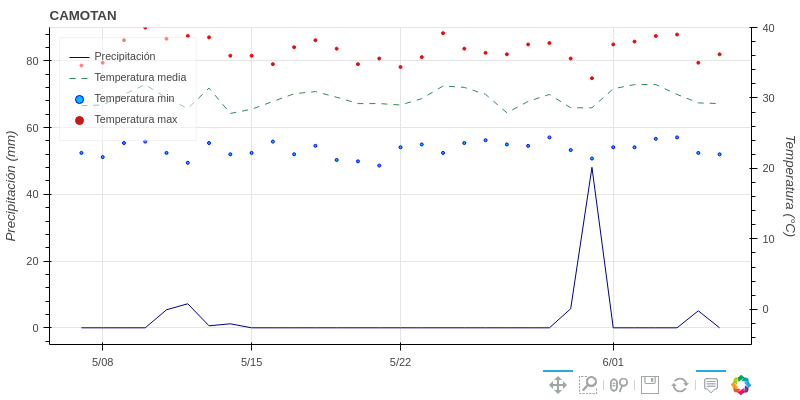 CAMOTAN
Precipitación
Temperatura media
Temperatura min
Temperatura max
80
60
40
20
0
Precipitación (mm)
40
30
20
10
0
Temperatura (°C)
5/08
5/15
5/22
6/01